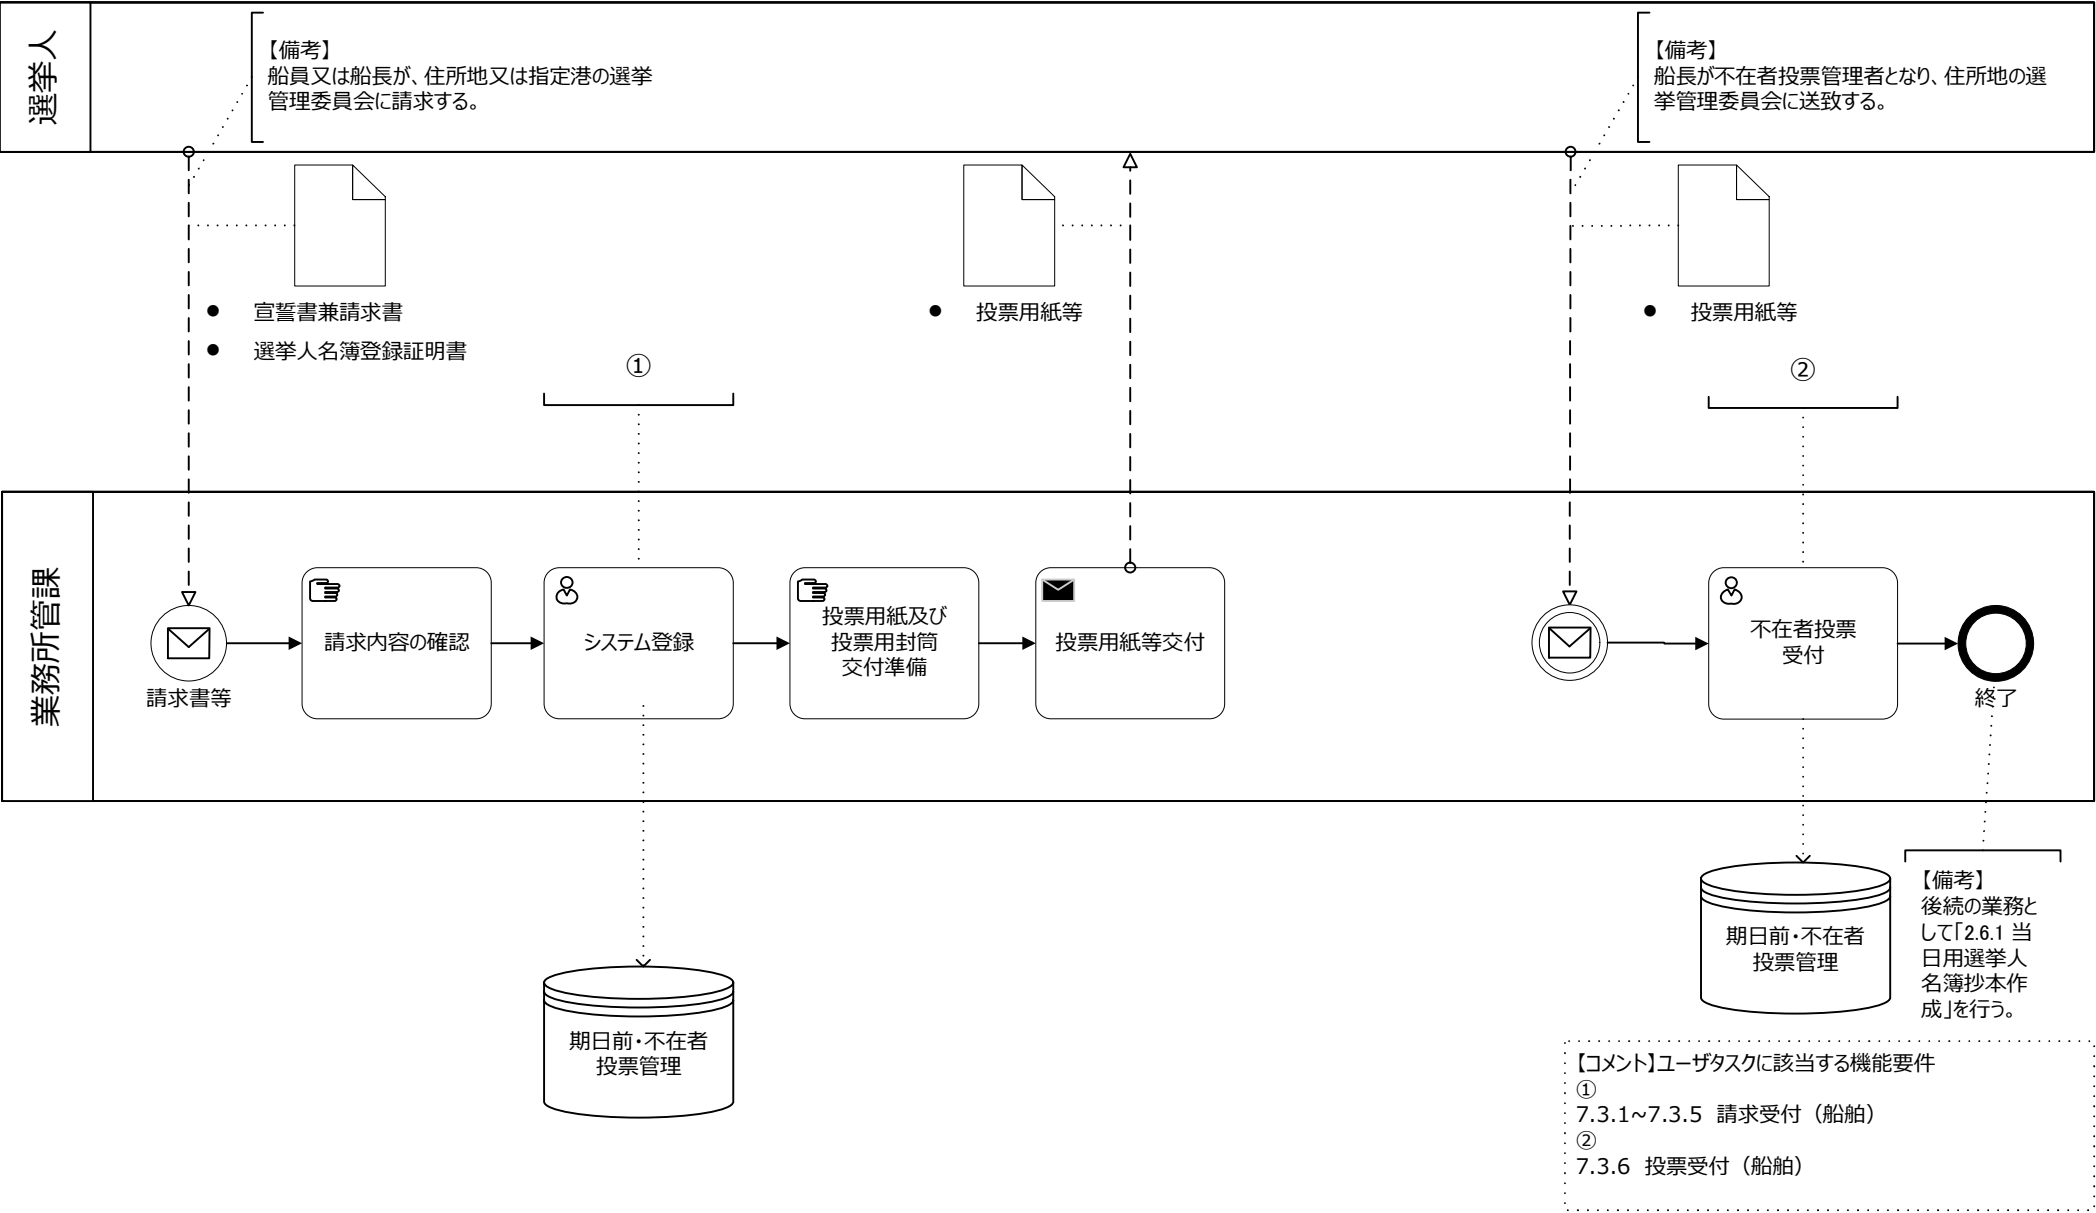 選挙人
【備考】
船員又は船長が、住所地又は指定港の選挙
管理委員会に請求する。
【備考】
船長が不在者投票管理者となり、住所地の選
挙管理委員会に送致する。
● 宣誓書兼請求書
● 選挙人名簿登録証明書
● 投票用紙等
● 投票用紙等
①
②
業務所管課
請求書等
請求内容の確認
システム登録
投票用紙及び
投票用封筒
交付準備
投票用紙等交付
不在者投票
受付
終了
期日前・不在者
投票管理
期日前・不在者
投票管理
【備考】
後続の業務と
して「2.6.1 当
日用選挙人
名簿抄本作
成」を行う。
【コメント】ユーザタスクに該当する機能要件
①
7.3.1~7.3.5 請求受付（船舶）
②
7.3.6 投票受付（船舶）